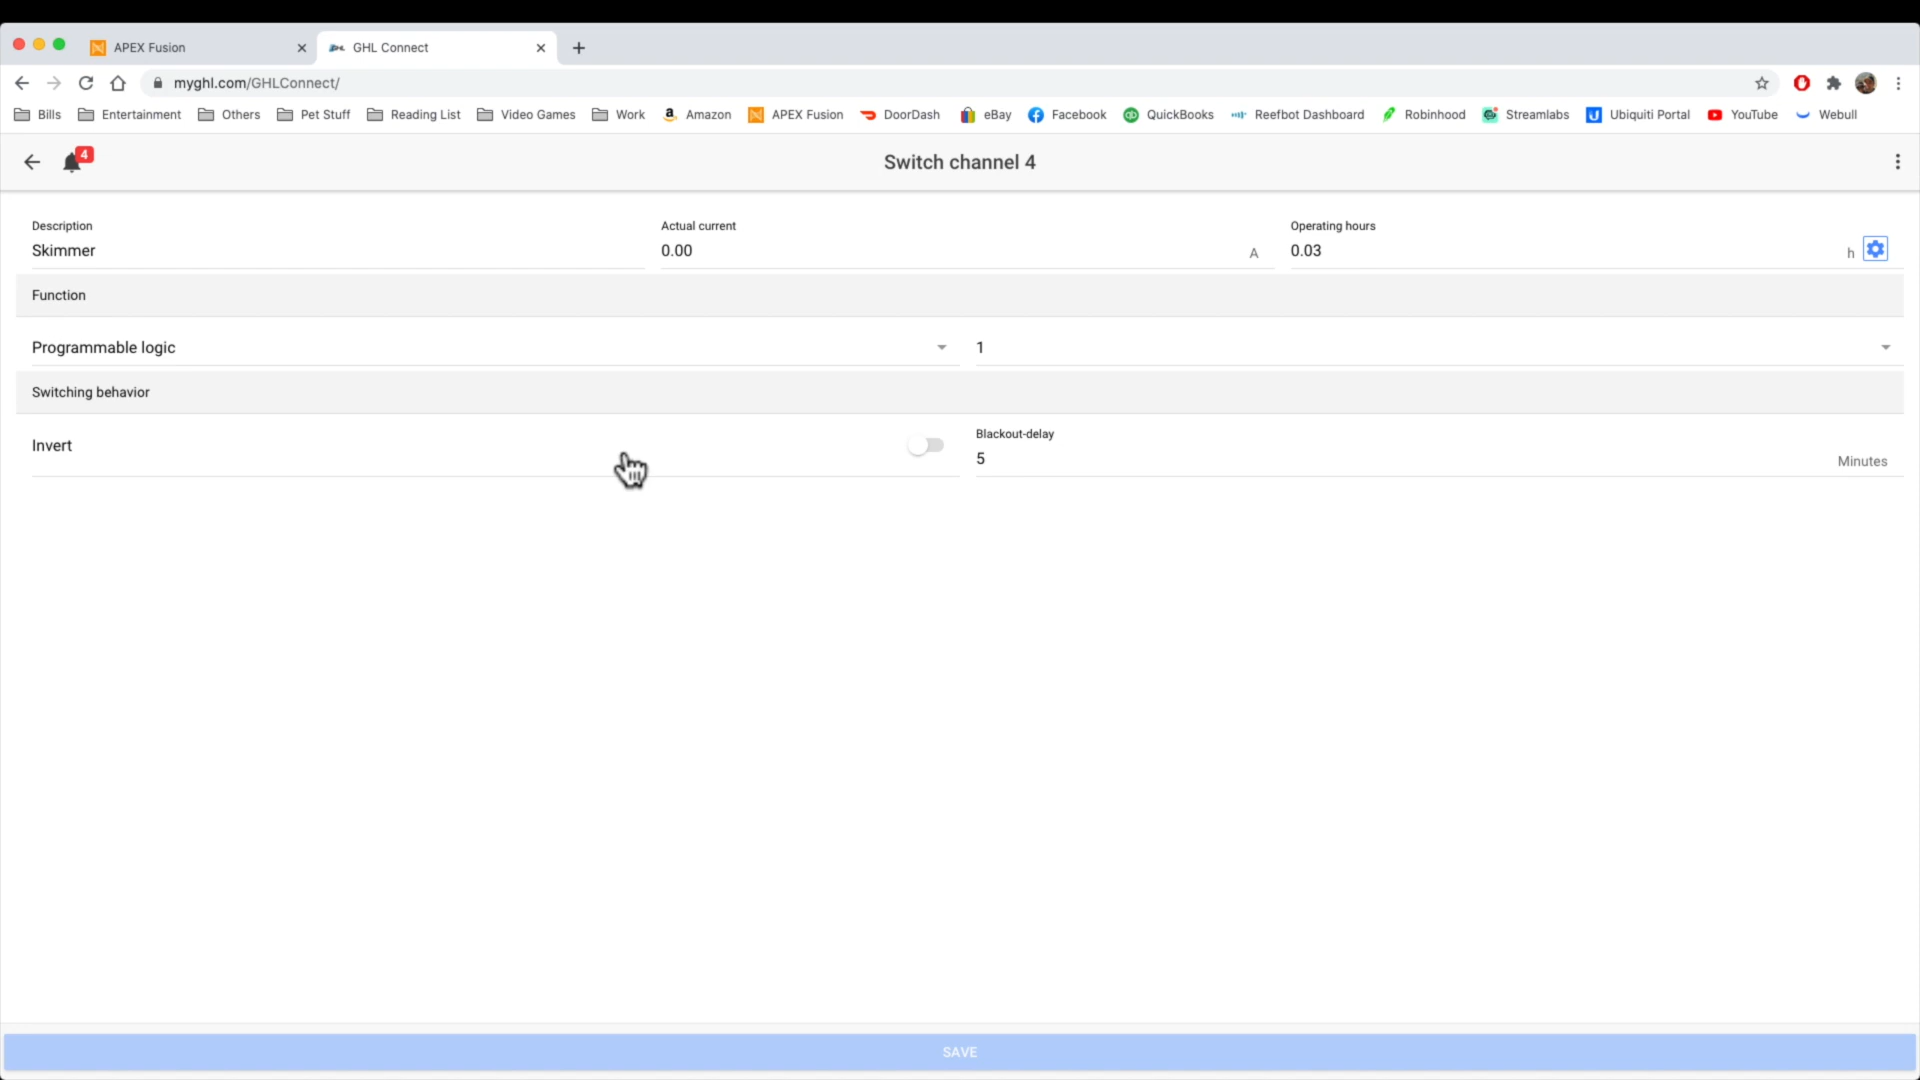 APEX Fusion
GHL Connect
myghl.com/GHLConnect/
Bills Entertainment Others Pet Stuff Reading List Video Games Work Amazon APEX Fusion DoorDash eBay Facebook QuickBooks Reefbot Dashboard Robinhood Streamlabs Ubiquiti Portal YouTube Webull
4
Switch channel 4
Description Actual current Operating hours
Skimmer 0.00 A 0.03 h
Function
Programmable logic 1
Switching behavior
Invert
Blackout-delay
5 Minutes
SAVE